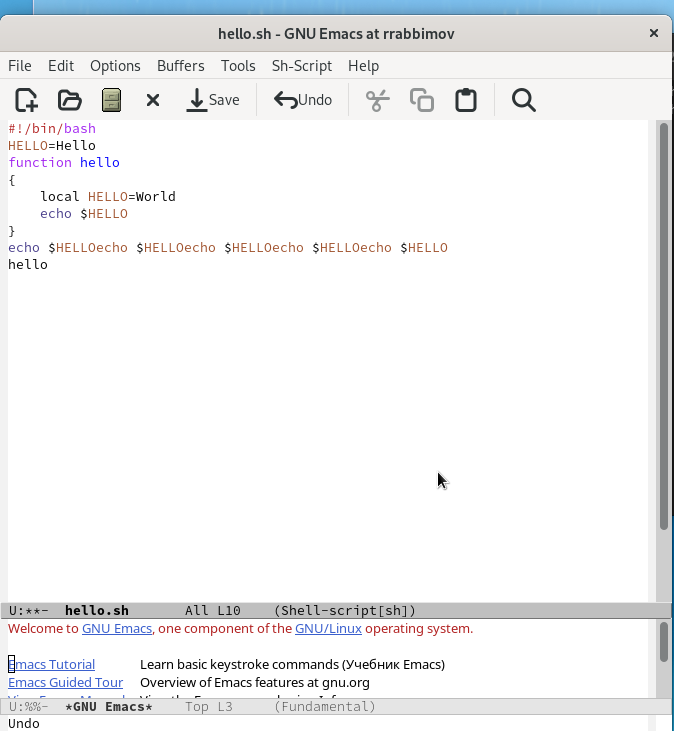 hello.sh - GNU Emacs at rrabbimov
File Edit Options Buffers Tools Sh-Script Help
Save Undo
#!/bin/bash
HELLO=Hello
function hello
{
    local HELLO=World
    echo $HELLO
}
echo $HELLOecho $HELLOecho $HELLOecho $HELLOecho $HELLO
hello
U:**-  hello.sh       All L10    (Shell-script[sh])
Welcome to GNU Emacs, one component of the GNU/Linux operating system.
Emacs Tutorial Learn basic keystroke commands (Учебник Emacs)
Emacs Guided Tour Overview of Emacs features at gnu.org
U:%%-  *GNU Emacs*    Top L3     (Fundamental)
Undo